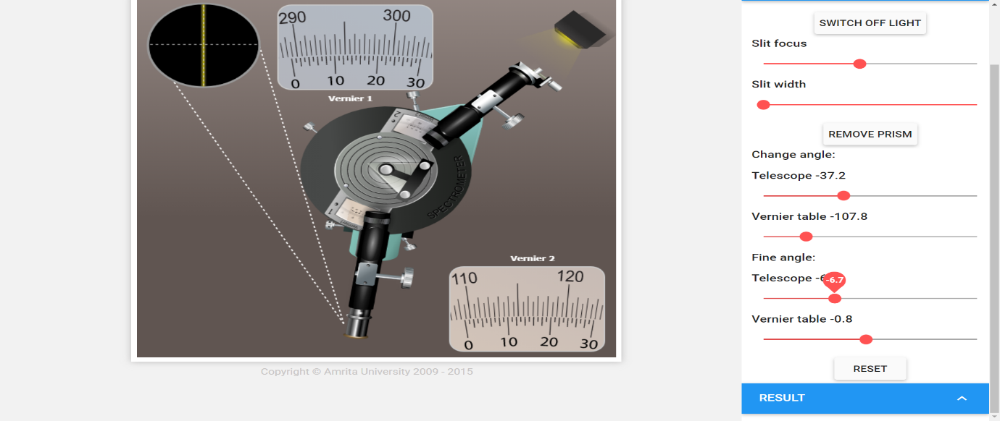 290 300
0 10 20 30
Vernier 1
2
SPECTROMETER
1
Vernier 2
110 120
0 10 20 30
Copyright © Amrita University 2009 - 2015
SWITCH OFF LIGHT
Slit focus
Slit width
REMOVE PRISM
Change angle:
Telescope -37.2
Vernier table -107.8
Fine angle:
Telescope -6
-6.7
Vernier table -0.8
RESET
RESULT